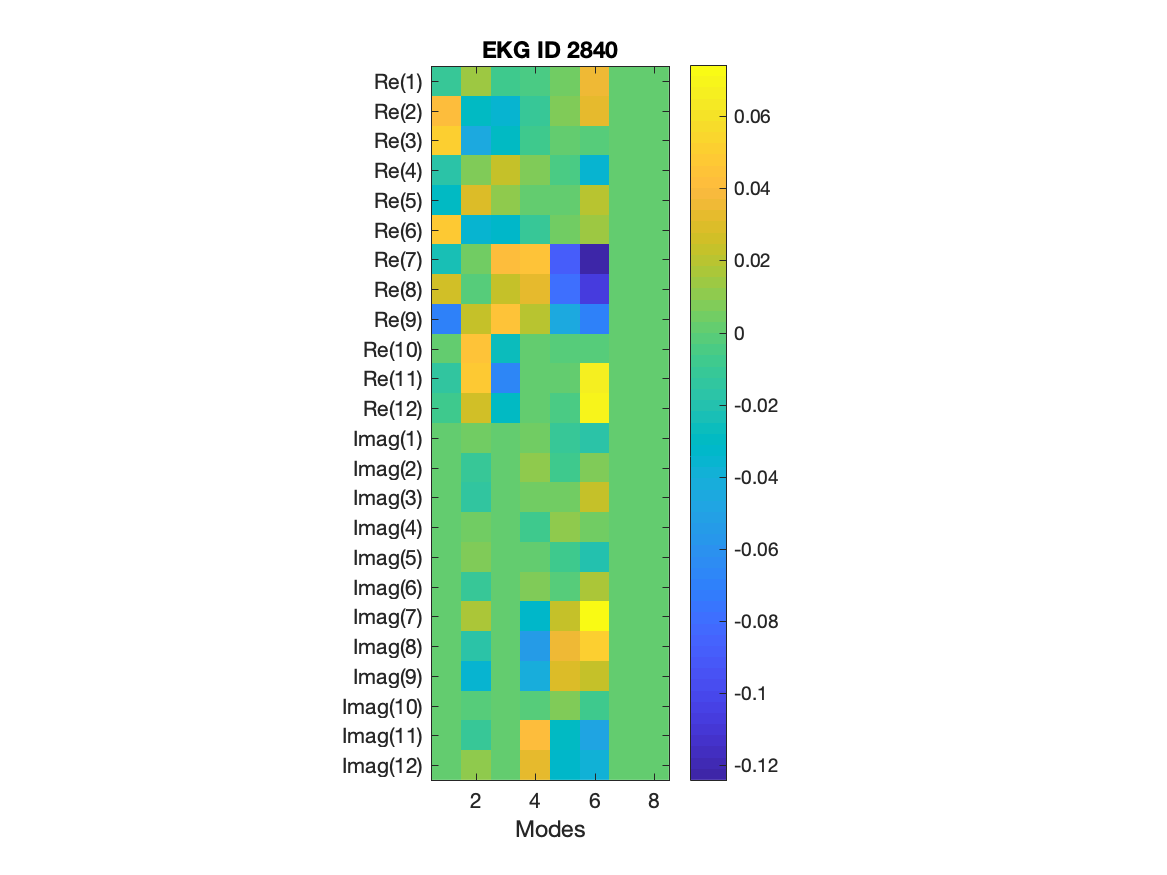 EKG ID 2840
Re(1)
Re(2)
Re(3)
Re(4)
Re(5)
Re(6)
Re(7)
Re(8)
Re(9)
Re(10)
Re(11)
Re(12)
Imag(1)
Imag(2)
Imag(3)
Imag(4)
Imag(5)
Imag(6)
Imag(7)
Imag(8)
Imag(9)
Imag(10)
Imag(11)
Imag(12)
2 4 6 8
Modes
0.06
0.04
0.02
0
-0.02
-0.04
-0.06
-0.08
-0.1
-0.12